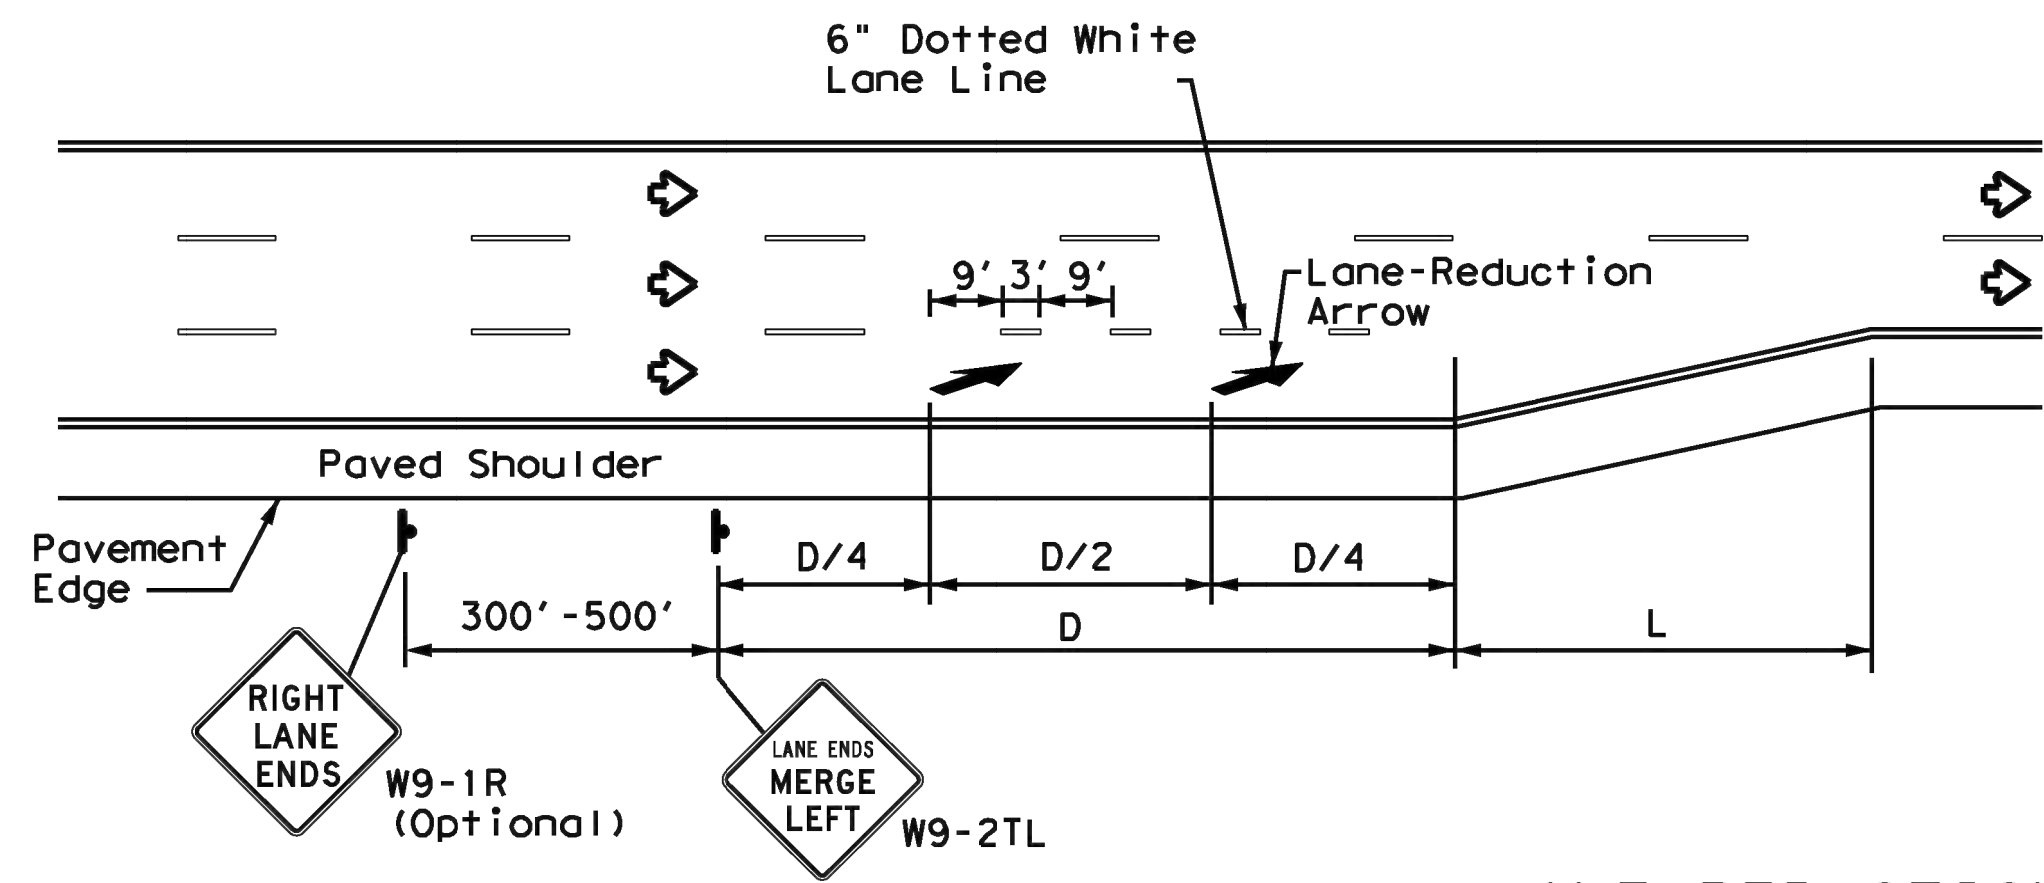 6" Dotted White
Lane Line
9' 3' 9'
Lane-Reduction
Arrow
Paved Shoulder
Pavement
Edge
D/4
D/2
D/4
300'-500'
D
L
RIGHT
LANE
ENDS
W9-1R
(Optional)
LANE ENDS
MERGE
LEFT
W9-2TL